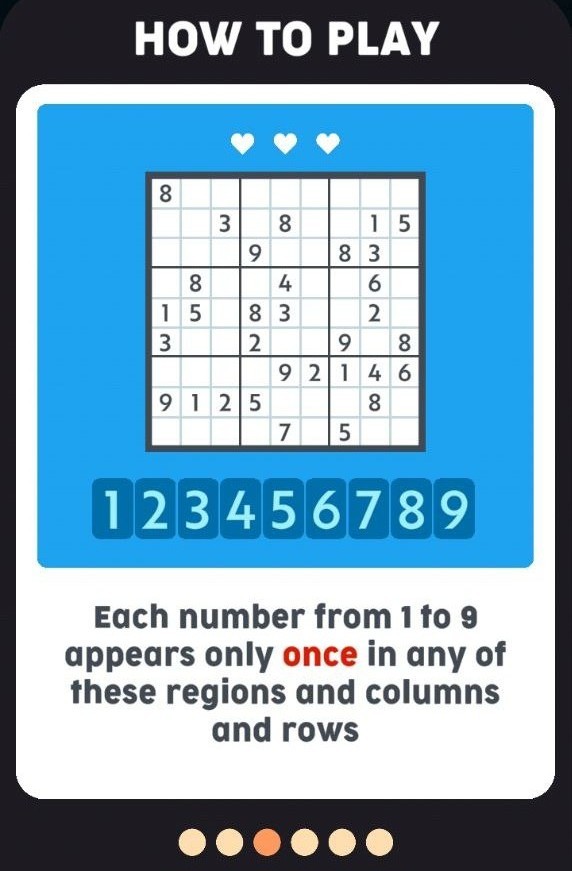 HOW TO PLAY
8
3 8 1 5
9 8 3
8 4 6
1 5 8 3 2
3 2 9 8
9 2 1 4 6
9 1 2 5 8
7 5
1 2 3 4 5 6 7 8 9
Each number from 1 to 9
appears only once in any of
these regions and columns
and rows